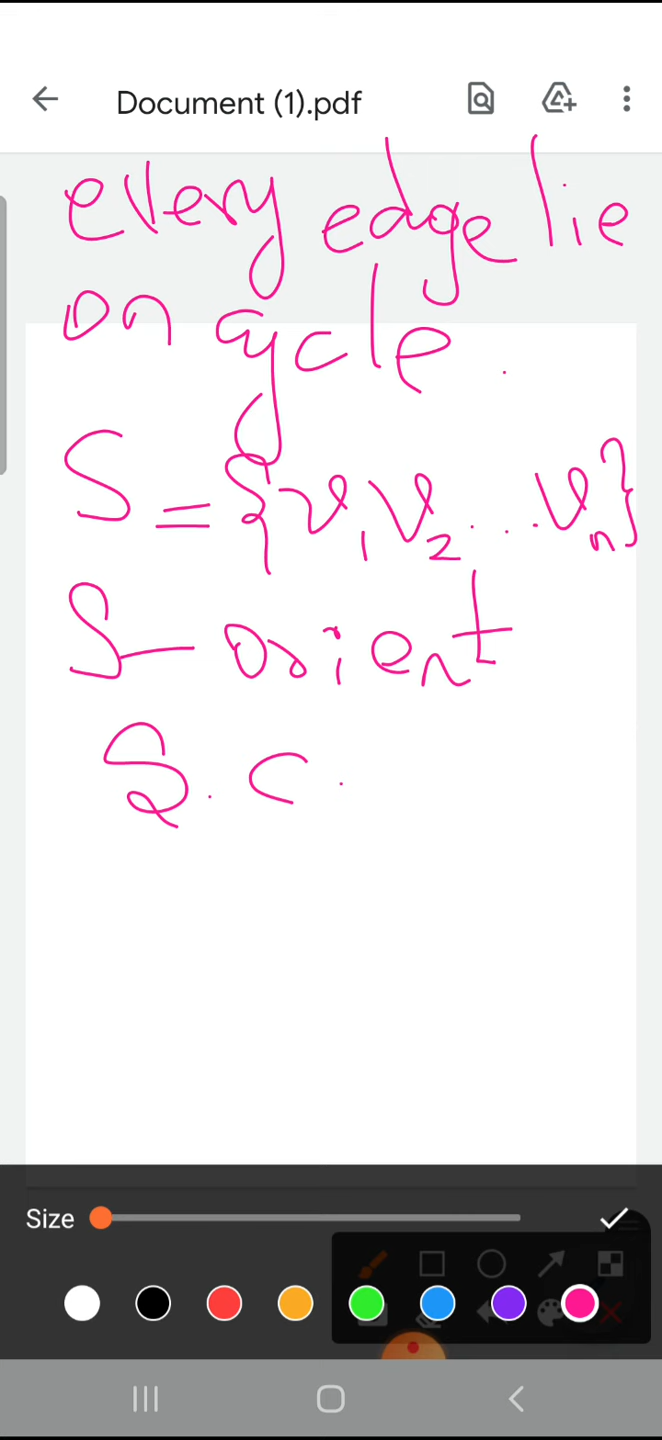 Document (1).pdf
every edge lie
on cycle.
S = {v₁ v₂ ... vₙ}
S - orient
S. C.
Size